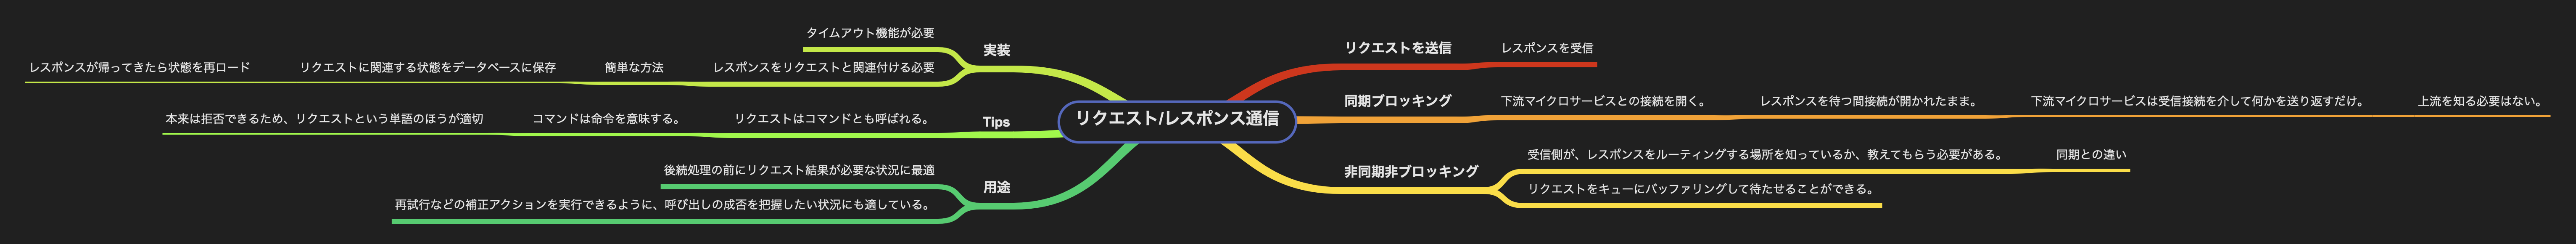 リクエスト/レスポンス通信
リクエストを送信
レスポンスを受信
同期ブロッキング
下流マイクロサービスとの接続を開く。
レスポンスを待つ間接続が開かれたまま。
下流マイクロサービスは受信接続を介して何かを送り返すだけ。
上流を知る必要はない。
非同期非ブロッキング
受信側が、レスポンスをルーティングする場所を知っているか、教えてもらう必要がある。
同期との違い
リクエストをキューにバッファリングして待たせることができる。
実装
タイムアウト機能が必要
レスポンスをリクエストと関連付ける必要
簡単な方法
リクエストに関連する状態をデータベースに保存
レスポンスが帰ってきたら状態を再ロード
Tips
リクエストはコマンドとも呼ばれる。
コマンドは命令を意味する。
本来は拒否できるため、リクエストという単語のほうが適切
用途
後続処理の前にリクエスト結果が必要な状況に最適
再試行などの補正アクションを実行できるように、呼び出しの成否を把握したい状況にも適している。